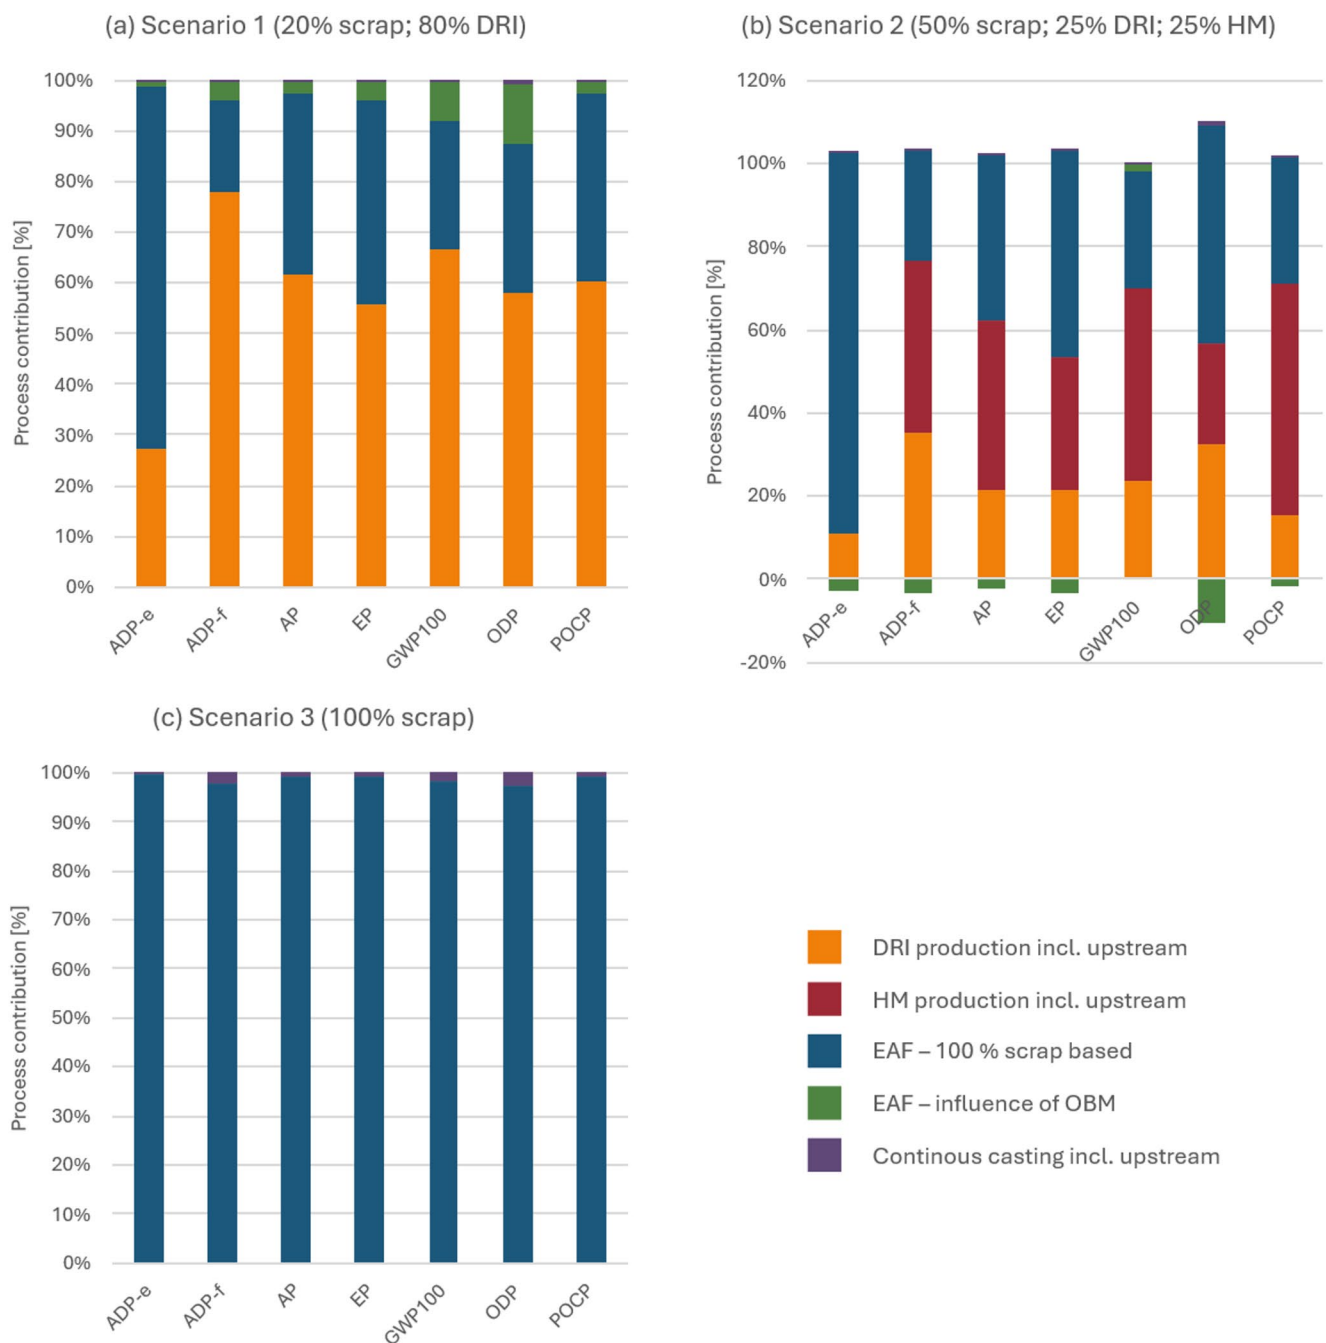 (a) Scenario 1 (20% scrap; 80% DRI)
100%
90%
80%
70%
60%
50%
40%
30%
20%
10%
0%
Process contribution [%]
ADP-e
ADP-f
AP
EP
GWP100
ODP
POCP
(b) Scenario 2 (50% scrap; 25% DRI; 25% HM)
120%
100%
80%
60%
40%
20%
0%
-20%
Process contribution [%]
ADP-e
ADP-f
AP
EP
GWP100
ODP
POCP
(c) Scenario 3 (100% scrap)
100%
90%
80%
70%
60%
50%
40%
30%
20%
10%
0%
Process contribution [%]
ADP-e
ADP-f
AP
EP
GWP100
ODP
POCP
DRI production incl. upstream
HM production incl. upstream
EAF – 100 % scrap based
EAF – influence of OBM
Continous casting incl. upstream